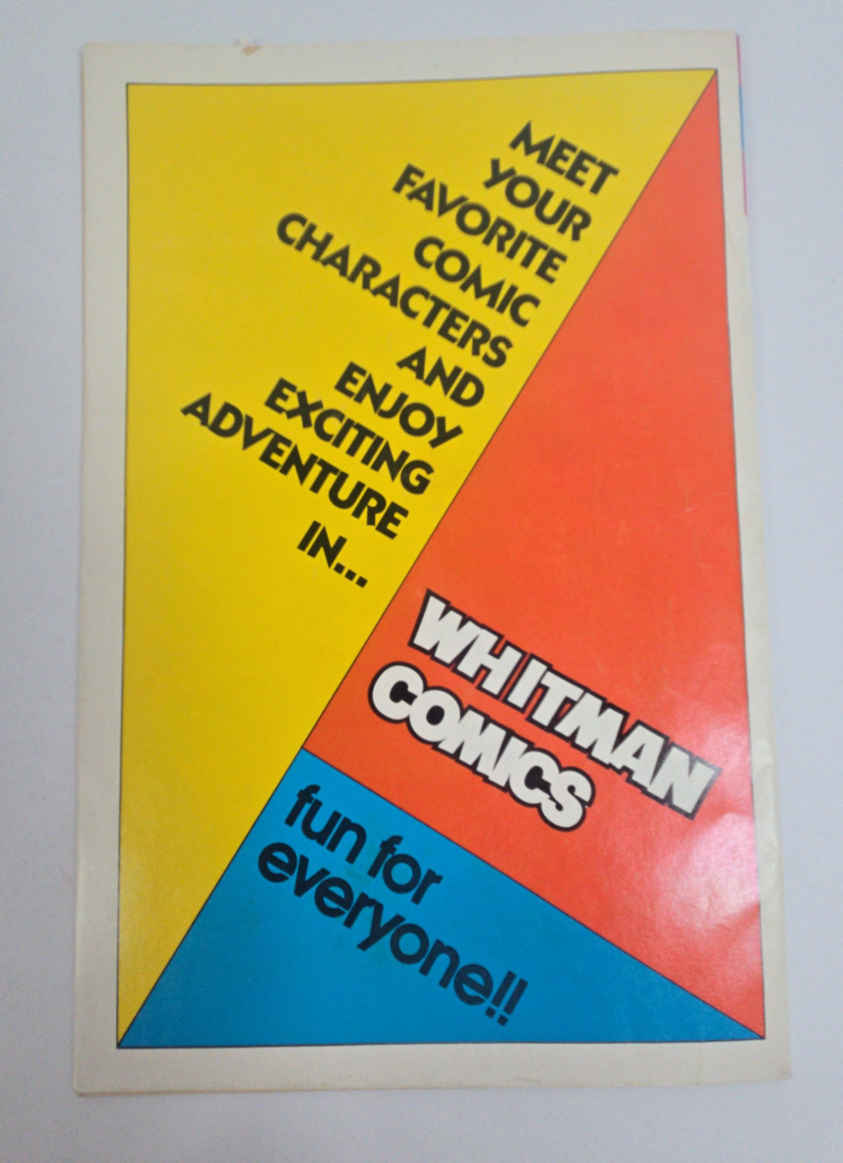 MEET
YOUR
FAVORITE
COMIC
CHARACTERS
AND
ENJOY
EXCITING
ADVENTURE
IN...
WHITMAN
COMICS
fun for
everyone!!